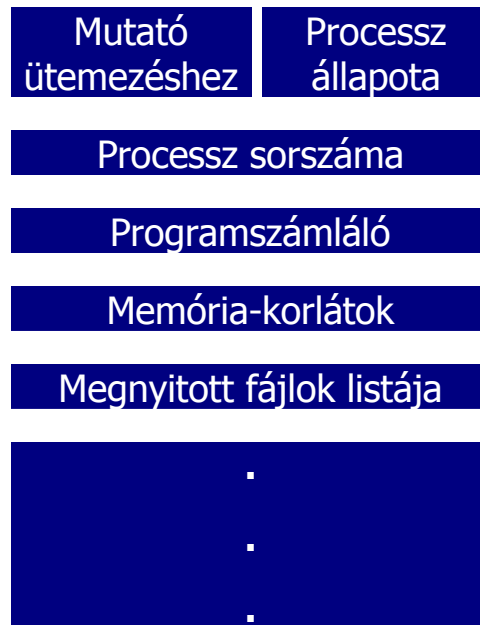 Mutató
ütemezéshez
Processz
állapota
Processz sorszáma
Programszámláló
Memória-korlátok
Megnyitott fájlok listája
.
.
.